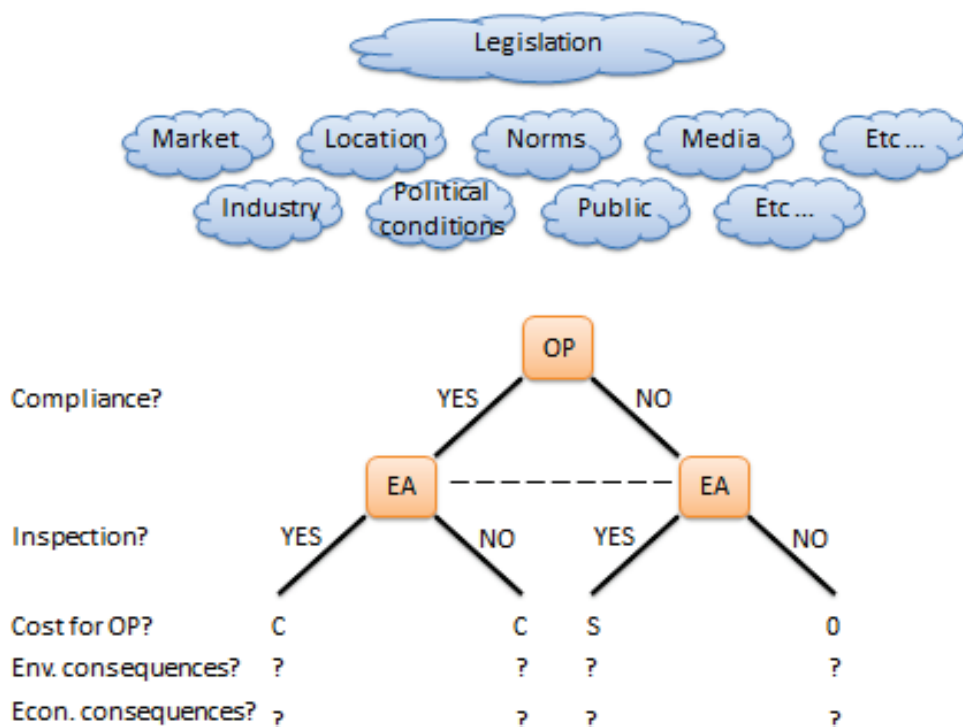 Legislation
Market Location Norms Media Etc ...
Industry Political conditions Public Etc ...
OP
Compliance? YES NO
EA EA
Inspection? YES NO YES NO
Cost for OP? C C S 0
Env. consequences? ? ? ? ?
Econ. consequences? ? ? ? ?